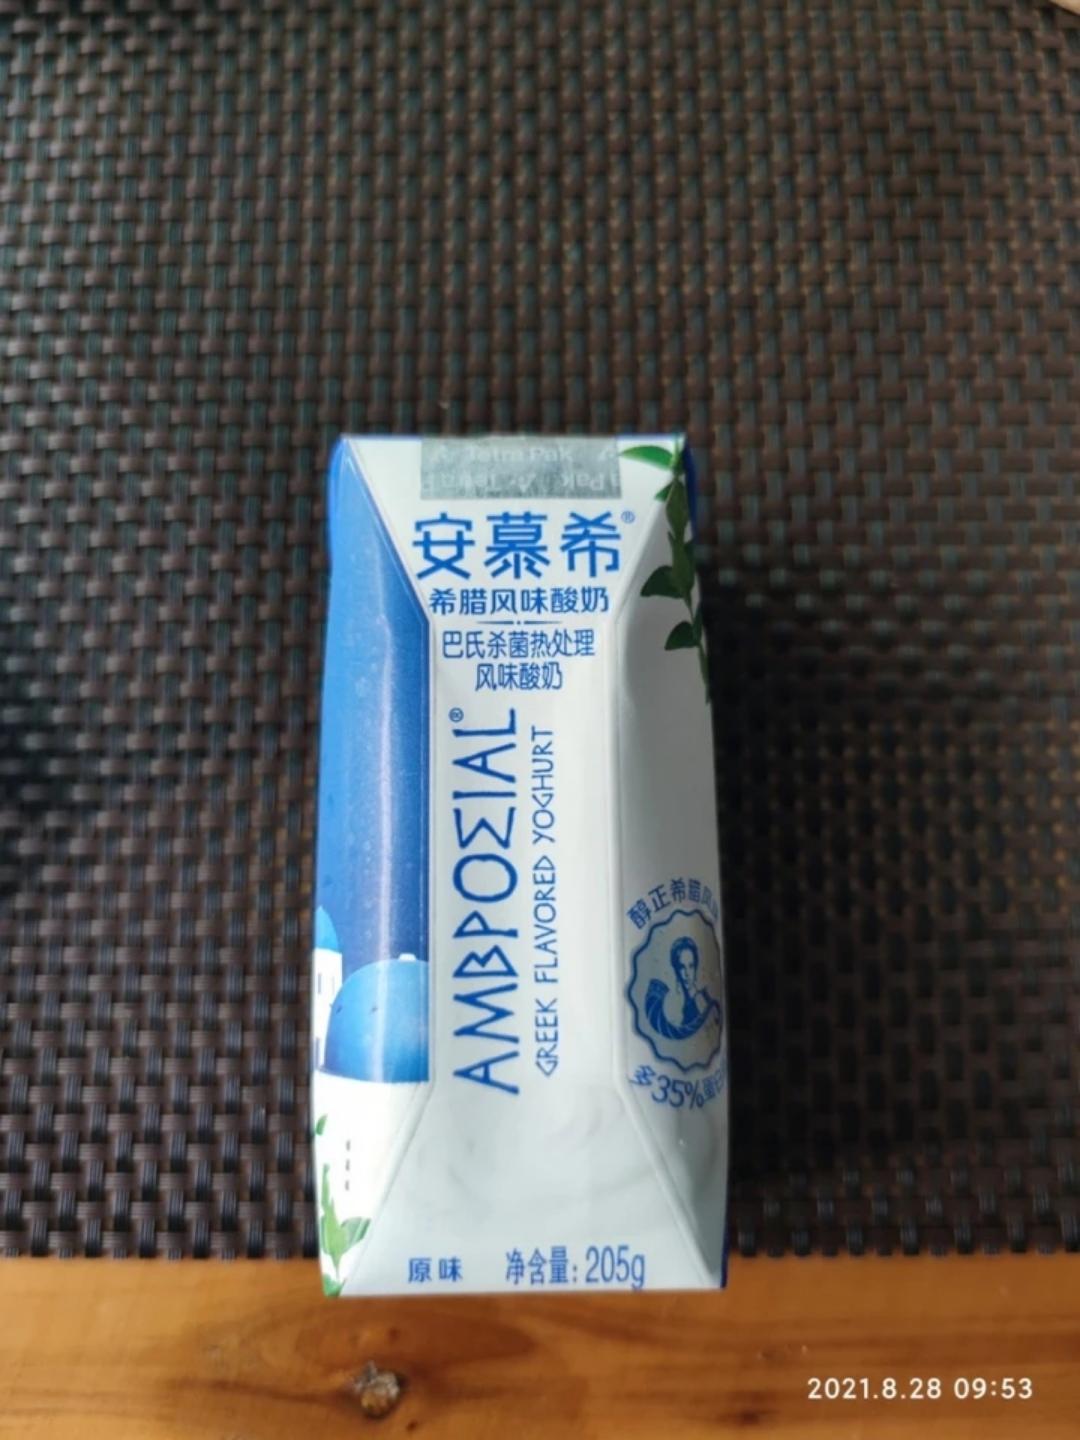 Tetra Pak
安慕希®
希腊风味酸奶
巴氏杀菌热处理
风味酸奶
AMBPOΣIAL®
GREEK FLAVORED YOGHURT
醇正希腊风
多35%蛋白
原味 净含量:205g
2021.8.28 09:53